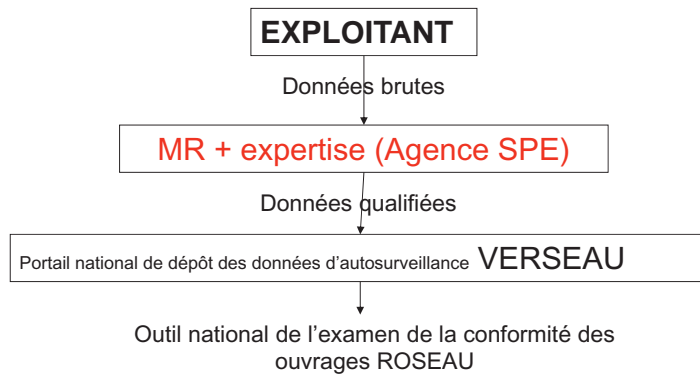 EXPLOITANT
Données brutes
MR + expertise (Agence SPE)
Données qualifiées
Portail national de dépôt des données d’autosurveillance VERSEAU
Outil national de l’examen de la conformité des
ouvrages ROSEAU